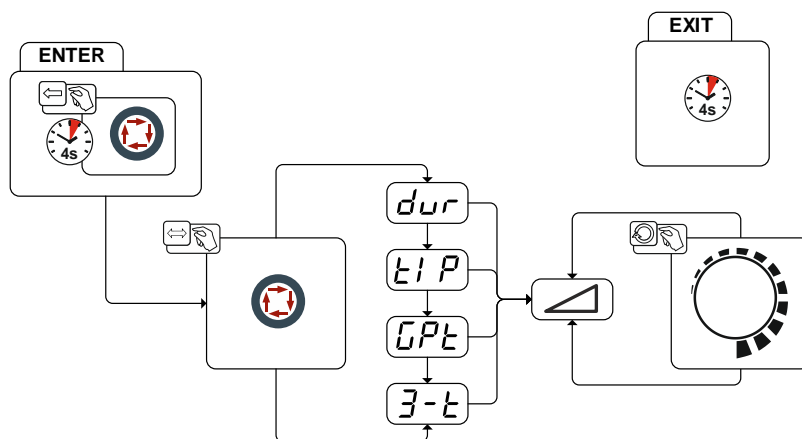 ENTER
EXIT
4s
4s
dur
tIP
GPt
3-t